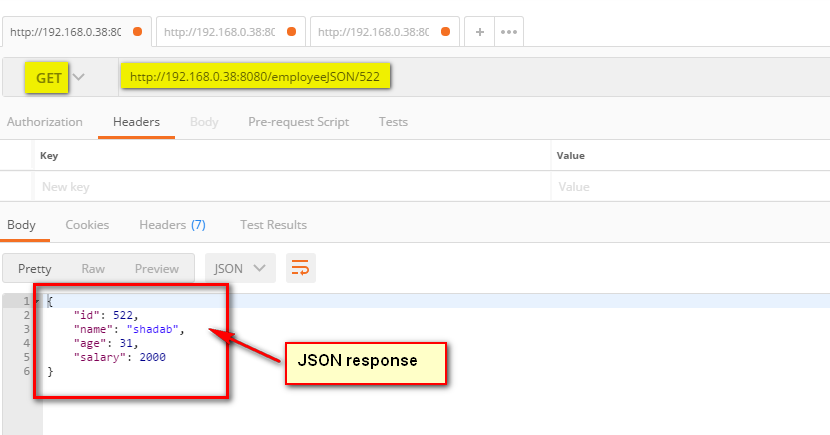 http://192.168.0.38:80 http://192.168.0.38:80 http://192.168.0.38:80 + •••
GET http://192.168.0.38:8080/employeeJSON/522
Authorization Headers Body Pre-request Script Tests
Key Value
New key Value
Body Cookies Headers (7) Test Results
Pretty Raw Preview JSON
1 {
2 "id": 522,
3 "name": "shadab",
4 "age": 31,
5 "salary": 2000
6 }
JSON response